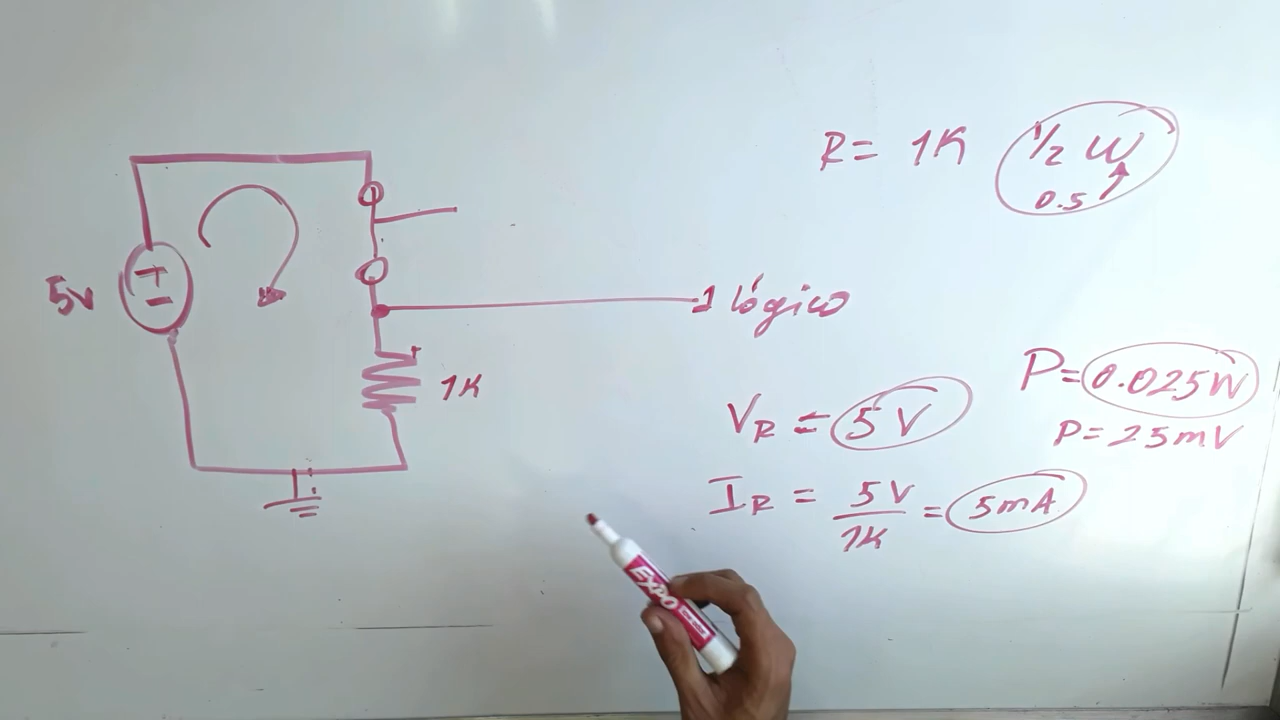 R = 1K 1/2 W
0.5
5V
1 lógico
1K
P = 0.025W
P = 25mV
VR = 5V
IR = 5V/1K = 5mA
EXPO